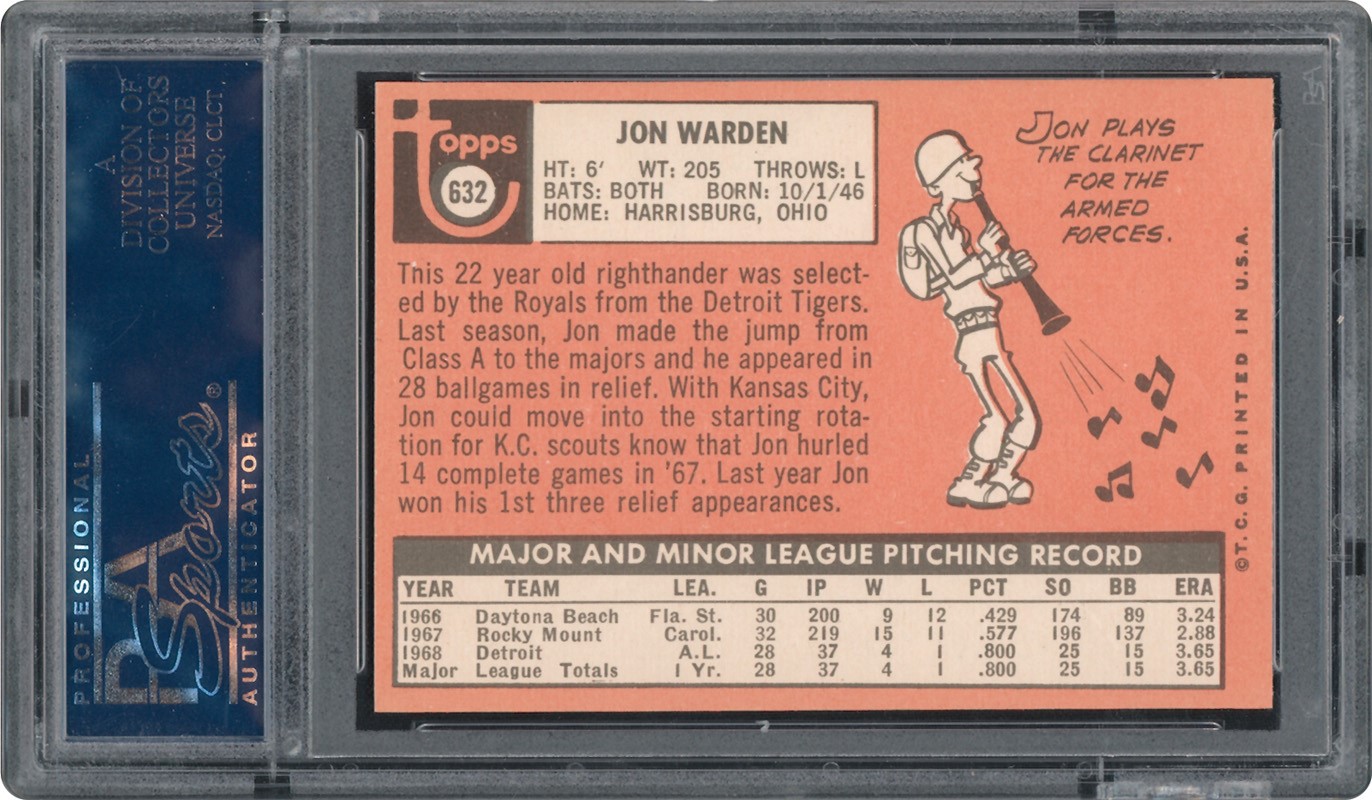 A
DIVISION OF
COLLECTORS
UNIVERSE
NASDAQ: CLCT
PROFESSIONAL
PSA
Sports®
AUTHENTICATOR
Topps
632
JON WARDEN
HT: 6' WT: 205 THROWS: L
BATS: BOTH BORN: 10/1/46
HOME: HARRISBURG, OHIO
JON PLAYS
THE CLARINET
FOR THE
ARMED
FORCES.
This 22 year old righthander was select-
ed by the Royals from the Detroit Tigers.
Last season, Jon made the jump from
Class A to the majors and he appeared in
28 ballgames in relief. With Kansas City,
Jon could move into the starting rota-
tion for K.C. scouts know that Jon hurled
14 complete games in '67. Last year Jon
won his 1st three relief appearances.
©T. C. G. PRINTED IN U.S.A.
MAJOR AND MINOR LEAGUE PITCHING RECORD
YEAR TEAM LEA. G IP W L PCT SO BB ERA
1966 Daytona Beach Fla. St. 30 200 9 12 .429 174 89 3.24
1967 Rocky Mount Carol. 32 219 15 11 .577 196 137 2.88
1968 Detroit A.L. 28 37 4 1 .800 25 15 3.65
Major League Totals 1 Yr. 28 37 4 1 .800 25 15 3.65